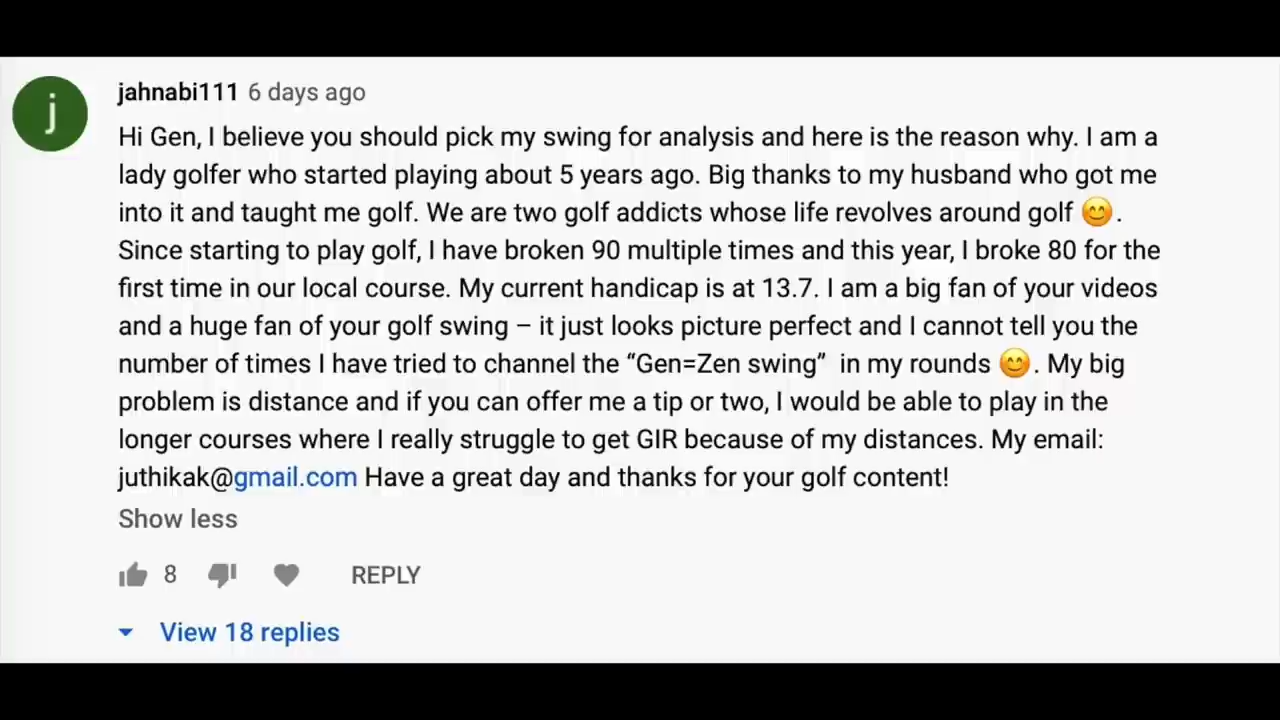 j
jahnabi111 6 days ago
Hi Gen, I believe you should pick my swing for analysis and here is the reason why. I am a
lady golfer who started playing about 5 years ago. Big thanks to my husband who got me
into it and taught me golf. We are two golf addicts whose life revolves around golf 😊.
Since starting to play golf, I have broken 90 multiple times and this year, I broke 80 for the
first time in our local course. My current handicap is at 13.7. I am a big fan of your videos
and a huge fan of your golf swing – it just looks picture perfect and I cannot tell you the
number of times I have tried to channel the “Gen=Zen swing” in my rounds 😊. My big
problem is distance and if you can offer me a tip or two, I would be able to play in the
longer courses where I really struggle to get GIR because of my distances. My email:
juthikak@gmail.com Have a great day and thanks for your golf content!
Show less
8 REPLY
View 18 replies